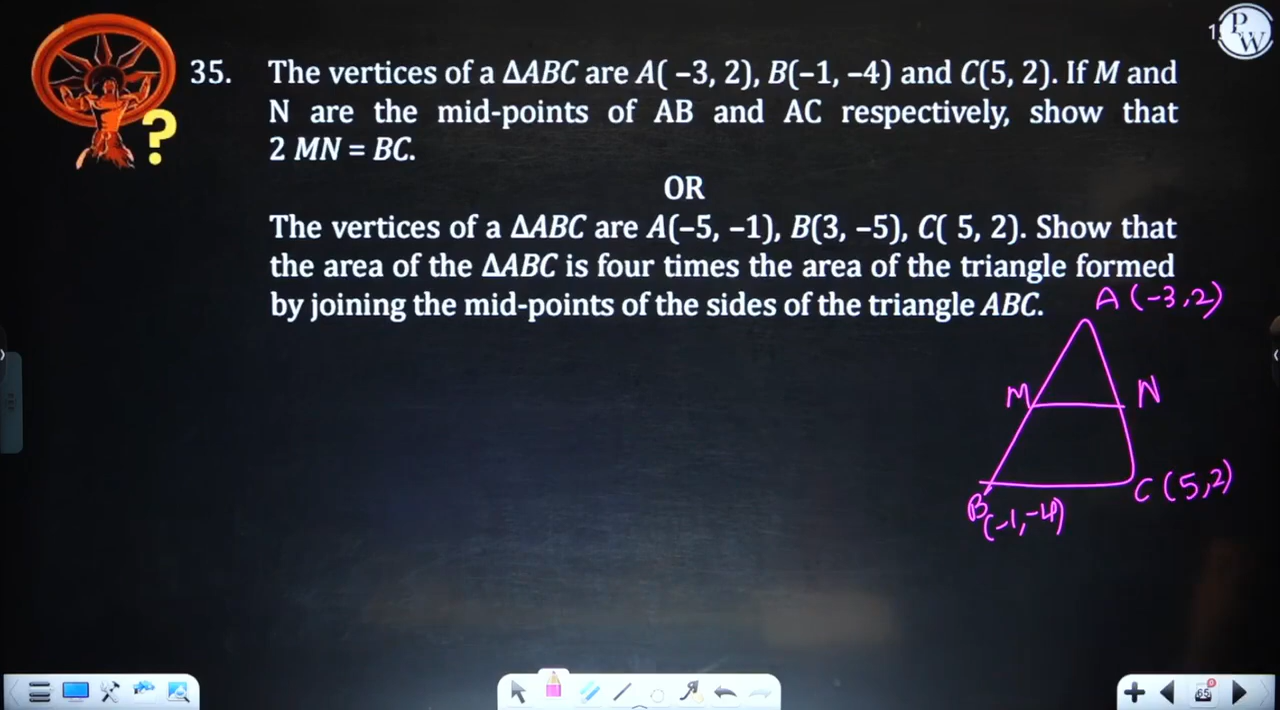 35. The vertices of a ΔABC are A( –3, 2), B(–1, –4) and C(5, 2). If M and
N are the mid-points of AB and AC respectively, show that
2 MN = BC.
OR
The vertices of a ΔABC are A(–5, –1), B(3, –5), C( 5, 2). Show that
the area of the ΔABC is four times the area of the triangle formed
by joining the mid-points of the sides of the triangle ABC.
A (-3,2)
M N
B C (5,2)
(-1,-4)
PW
?
65